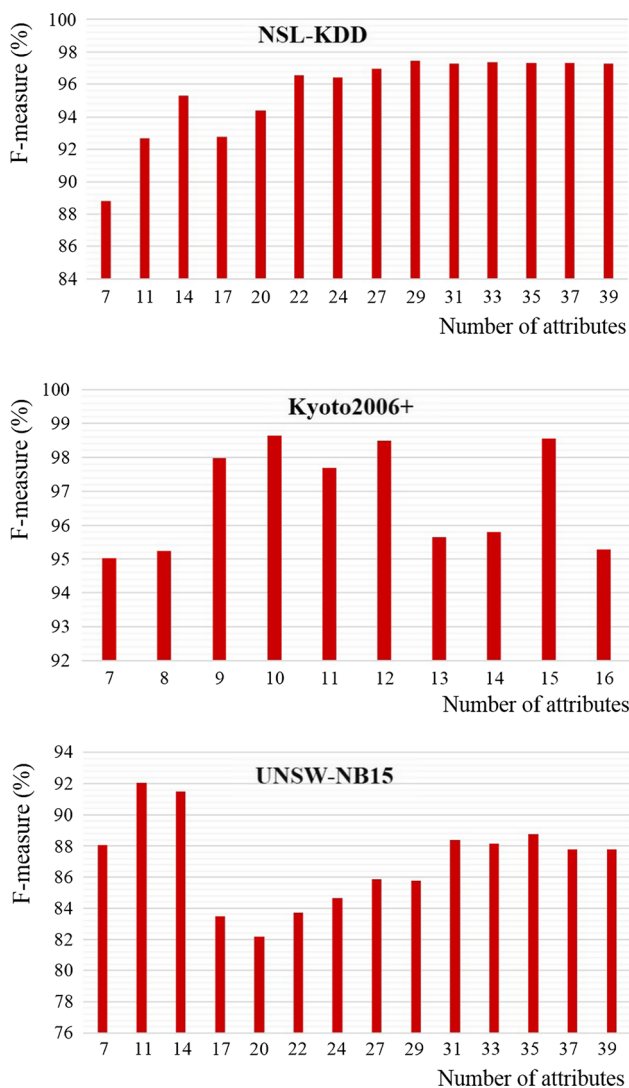 NSL-KDD
F-measure (%)
100
98
96
94
92
90
88
86
84
7 11 14 17 20 22 24 27 29 31 33 35 37 39
Number of attributes
Kyoto2006+
F-measure (%)
100
99
98
97
96
95
94
93
92
7 8 9 10 11 12 13 14 15 16
Number of attributes
UNSW-NB15
F-measure (%)
94
92
90
88
86
84
82
80
78
76
7 11 14 17 20 22 24 27 29 31 33 35 37 39
Number of attributes